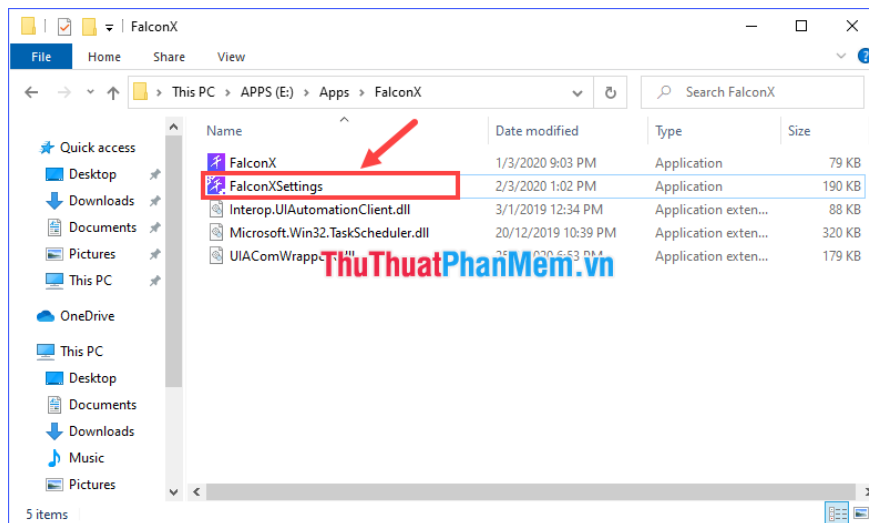 FalconX
File Home Share View
This PC > APPS (E:) > Apps > FalconX
Search FalconX
Name Date modified Type Size
Quick access
Desktop
Downloads
Documents
Pictures
This PC
OneDrive
This PC
Desktop
Documents
Downloads
Music
Pictures
FalconX 1/3/2020 9:03 PM Application 79 KB
FalconXSettings 2/3/2020 1:02 PM Application 190 KB
Interop.UIAutomationClient.dll 3/1/2019 12:34 PM Application exten... 88 KB
Microsoft.Win32.TaskScheduler.dll 20/12/2019 10:39 PM Application exten... 320 KB
UIAComWrapp Application exten... 179 KB
ThuThuatPhanMem.vn
5 items